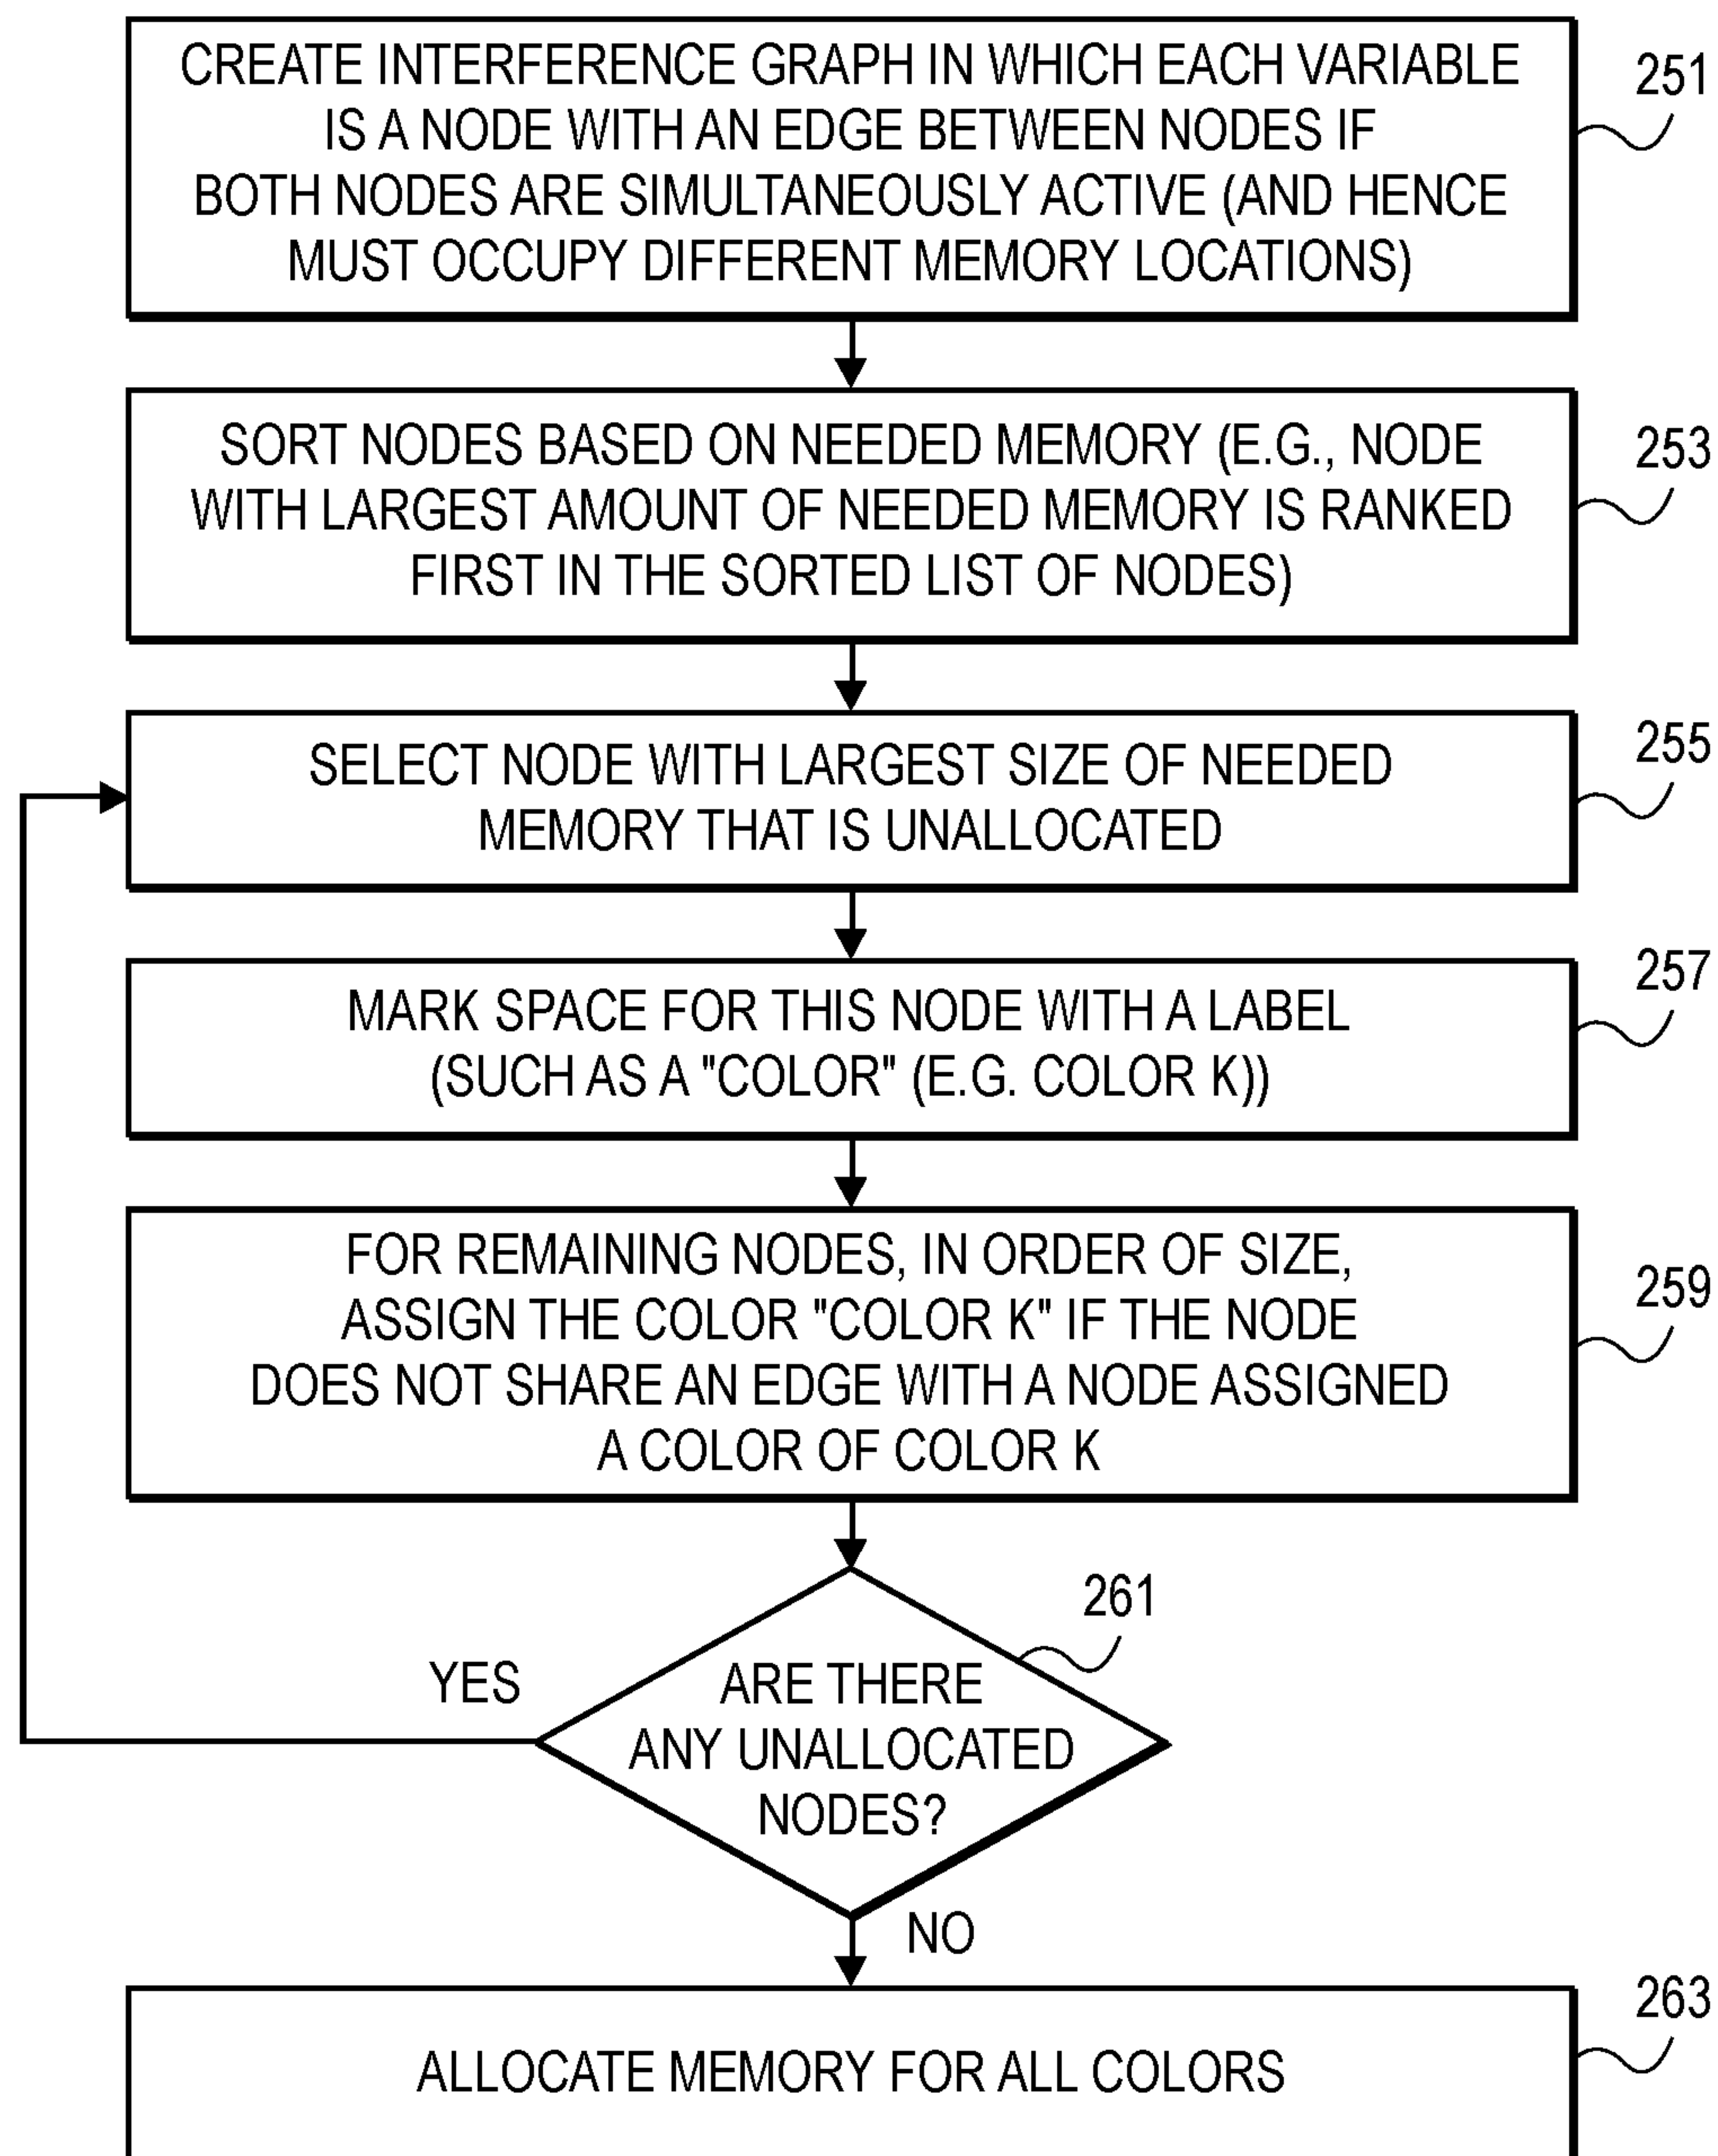 CREATE INTERFERENCE GRAPH IN WHICH EACH VARIABLE
IS A NODE WITH AN EDGE BETWEEN NODES IF
BOTH NODES ARE SIMULTANEOUSLY ACTIVE (AND HENCE
MUST OCCUPY DIFFERENT MEMORY LOCATIONS)
251
SORT NODES BASED ON NEEDED MEMORY (E.G., NODE
WITH LARGEST AMOUNT OF NEEDED MEMORY IS RANKED
FIRST IN THE SORTED LIST OF NODES)
253
SELECT NODE WITH LARGEST SIZE OF NEEDED
MEMORY THAT IS UNALLOCATED
255
MARK SPACE FOR THIS NODE WITH A LABEL
(SUCH AS A "COLOR" (E.G. COLOR K))
257
FOR REMAINING NODES, IN ORDER OF SIZE,
ASSIGN THE COLOR "COLOR K" IF THE NODE
DOES NOT SHARE AN EDGE WITH A NODE ASSIGNED
A COLOR OF COLOR K
259
261
YES
ARE THERE
ANY UNALLOCATED
NODES?
NO
ALLOCATE MEMORY FOR ALL COLORS
263